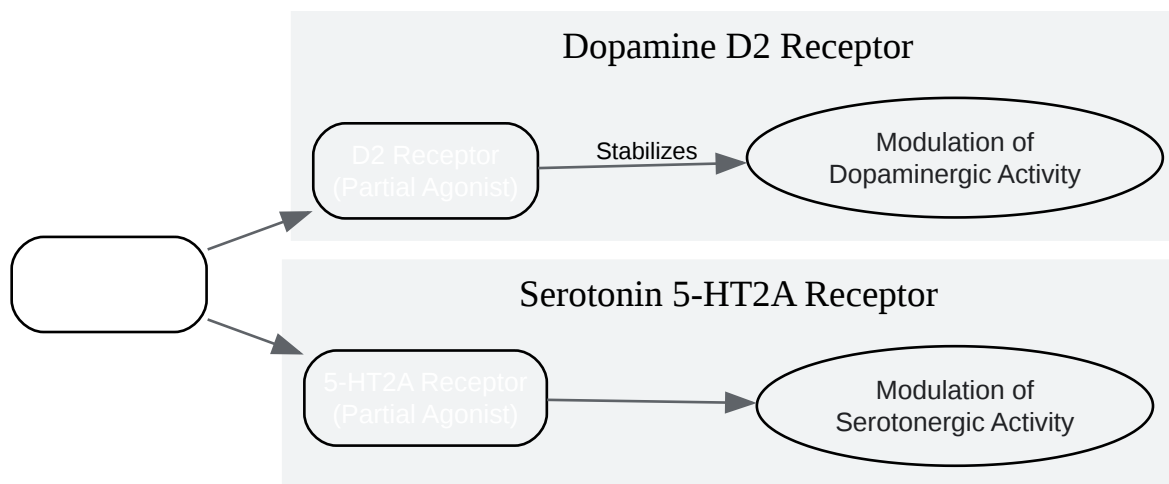 Dopamine D2 Receptor
D2 Receptor
(Partial Agonist)
Stabilizes
Modulation of
Dopaminergic Activity
Serotonin 5-HT2A Receptor
5-HT2A Receptor
(Partial Agonist)
Modulation of
Serotonergic Activity